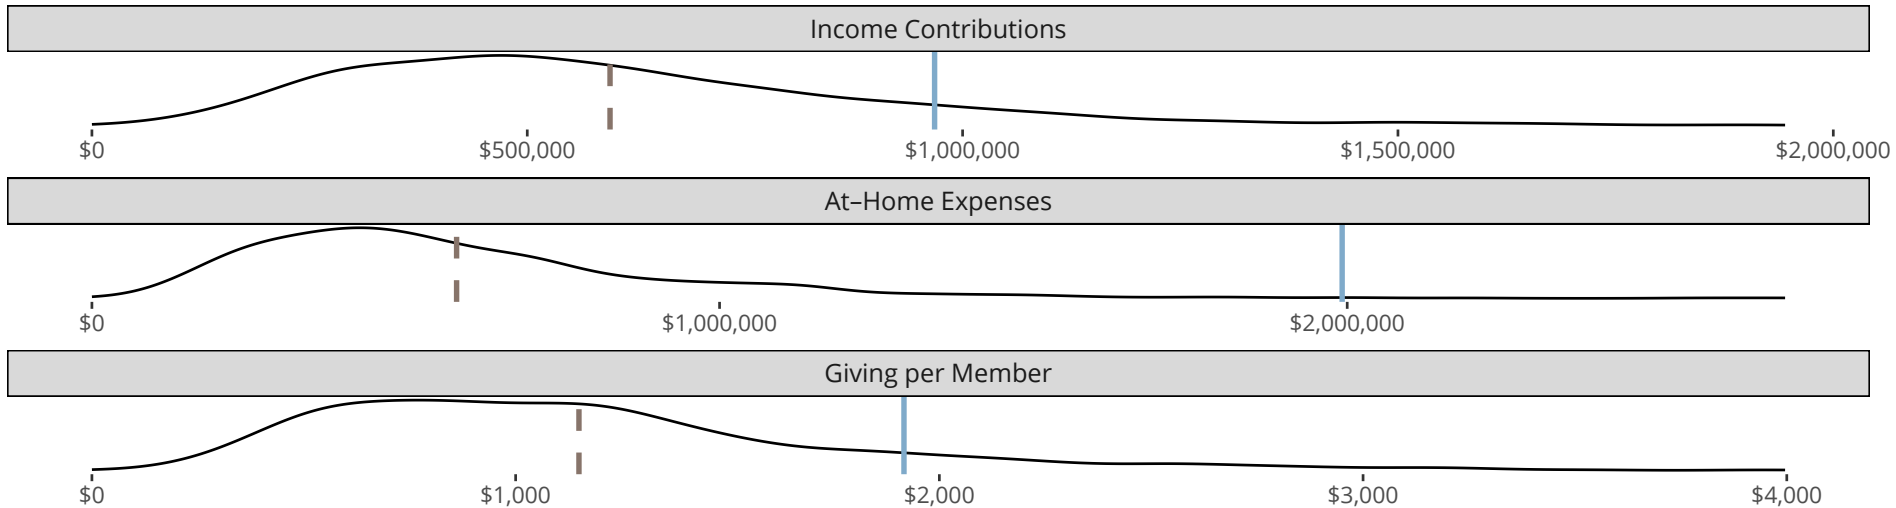 Income Contributions
$0 $500,000 $1,000,000 $1,500,000 $2,000,000
At–Home Expenses
$0 $1,000,000 $2,000,000
Giving per Member
$0 $1,000 $2,000 $3,000 $4,000